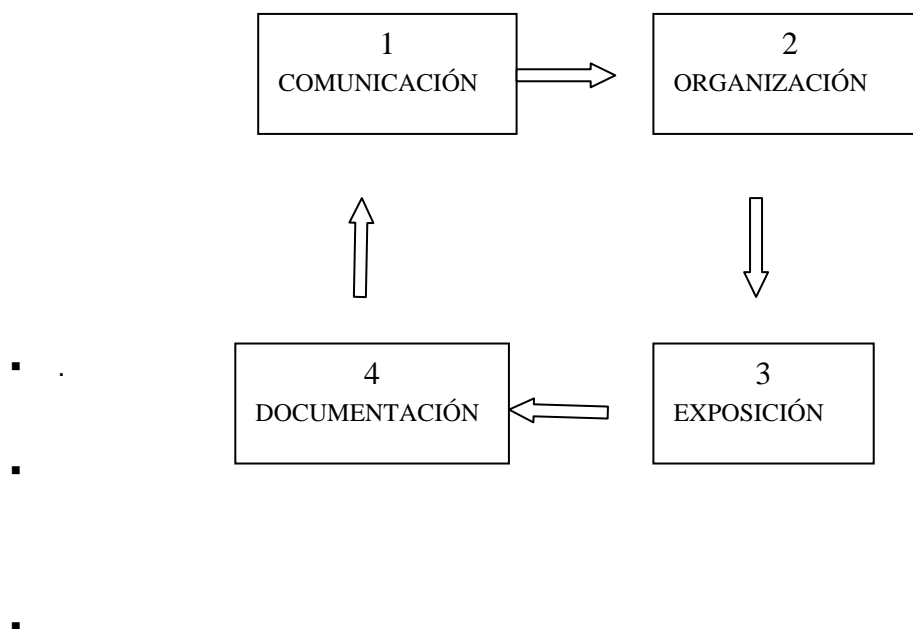 1
COMUNICACIÓN
2
ORGANIZACIÓN
3
EXPOSICIÓN
4
DOCUMENTACIÓN
.